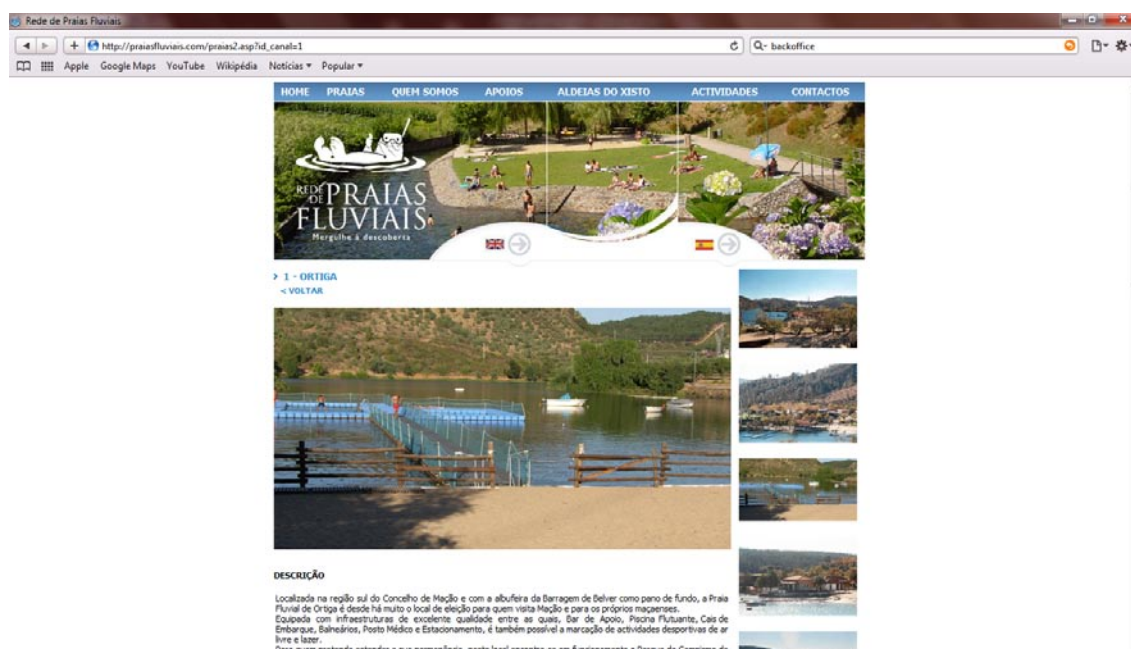 Rede de Praias Fluviais
http://praiasfluviais.com/praias2.asp?id_canal=1
backoffice
Apple Google Maps YouTube Wikipédia Notícias Popular
HOME PRAIAS QUEM SOMOS APOIOS ALDEIAS DO XISTO ACTIVIDADES CONTACTOS
REDE DE PRAIAS
FLUVIAIS
Mergulhe à descoberta
> 1 - ORTIGA
< VOLTAR
DESCRIÇÃO
Localizada na região sul do Concelho de Mação e com a albufeira da Barragem de Belver como pano de fundo, a Praia
Fluvial de Ortiga é desde há muito o local de eleição para quem visita Mação e para os próprios maçaenses.
Equipada com infraestruturas de excelente qualidade entre as quais, Bar de Apoio, Piscina Flutuante, Cais de
Embarque, Balneários, Posto Médico e Estacionamento, é também possível a marcação de actividades desportivas de ar
livre e lazer.